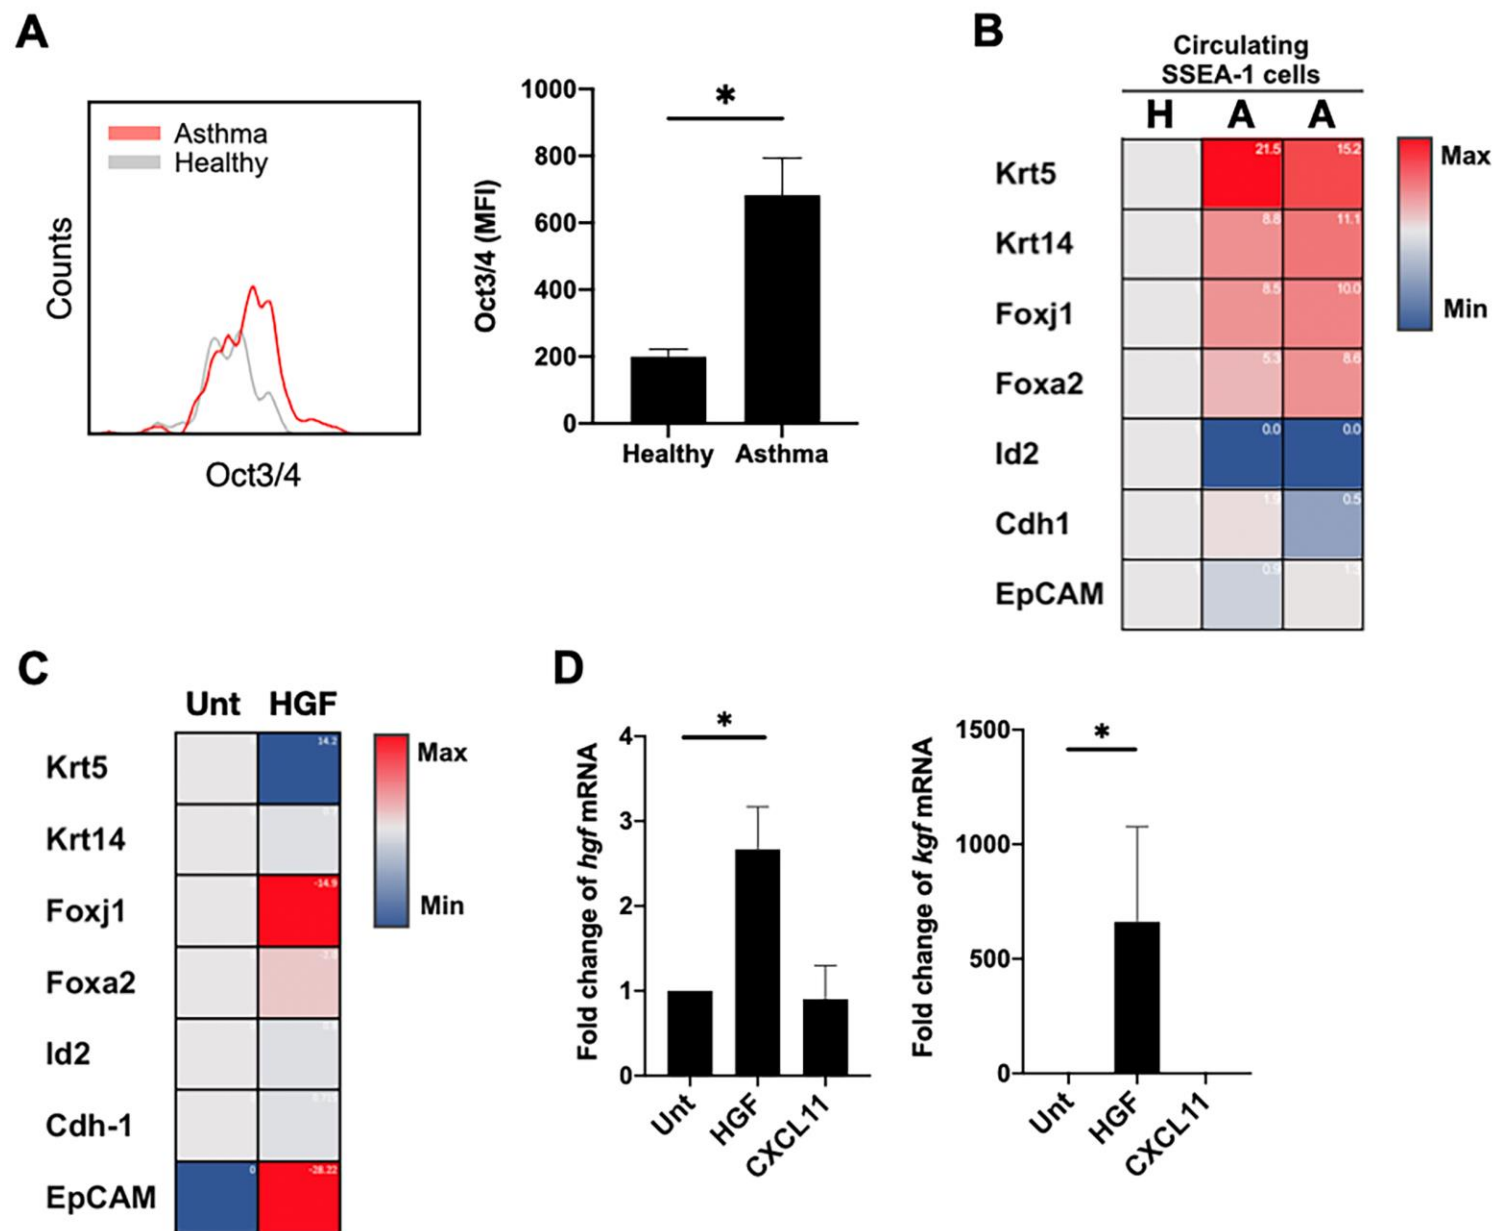 A
Asthma
Healthy
Counts
Oct3/4
1000
800
600
400
200
0
Oct3/4 (MFI)
*
Healthy Asthma
B
Circulating
SSEA-1 cells
H A A
Krt5 21.5 15.2
Krt14 8.8 11.1
Foxj1 8.5 10.0
Foxa2 5.3 8.6
Id2 0.0 0.0
Cdh1 0.5
EpCAM
Max
Min
C
Unt HGF
Krt5 14.2
Krt14
Foxj1 -14.9
Foxa2
Id2
Cdh-1
EpCAM 0 -28.22
Max
Min
D
Fold change of hgf mRNA
4
3
2
1
0
*
Unt HGF CXCL11
Fold change of kgf mRNA
1500
1000
500
0
*
Unt HGF CXCL11